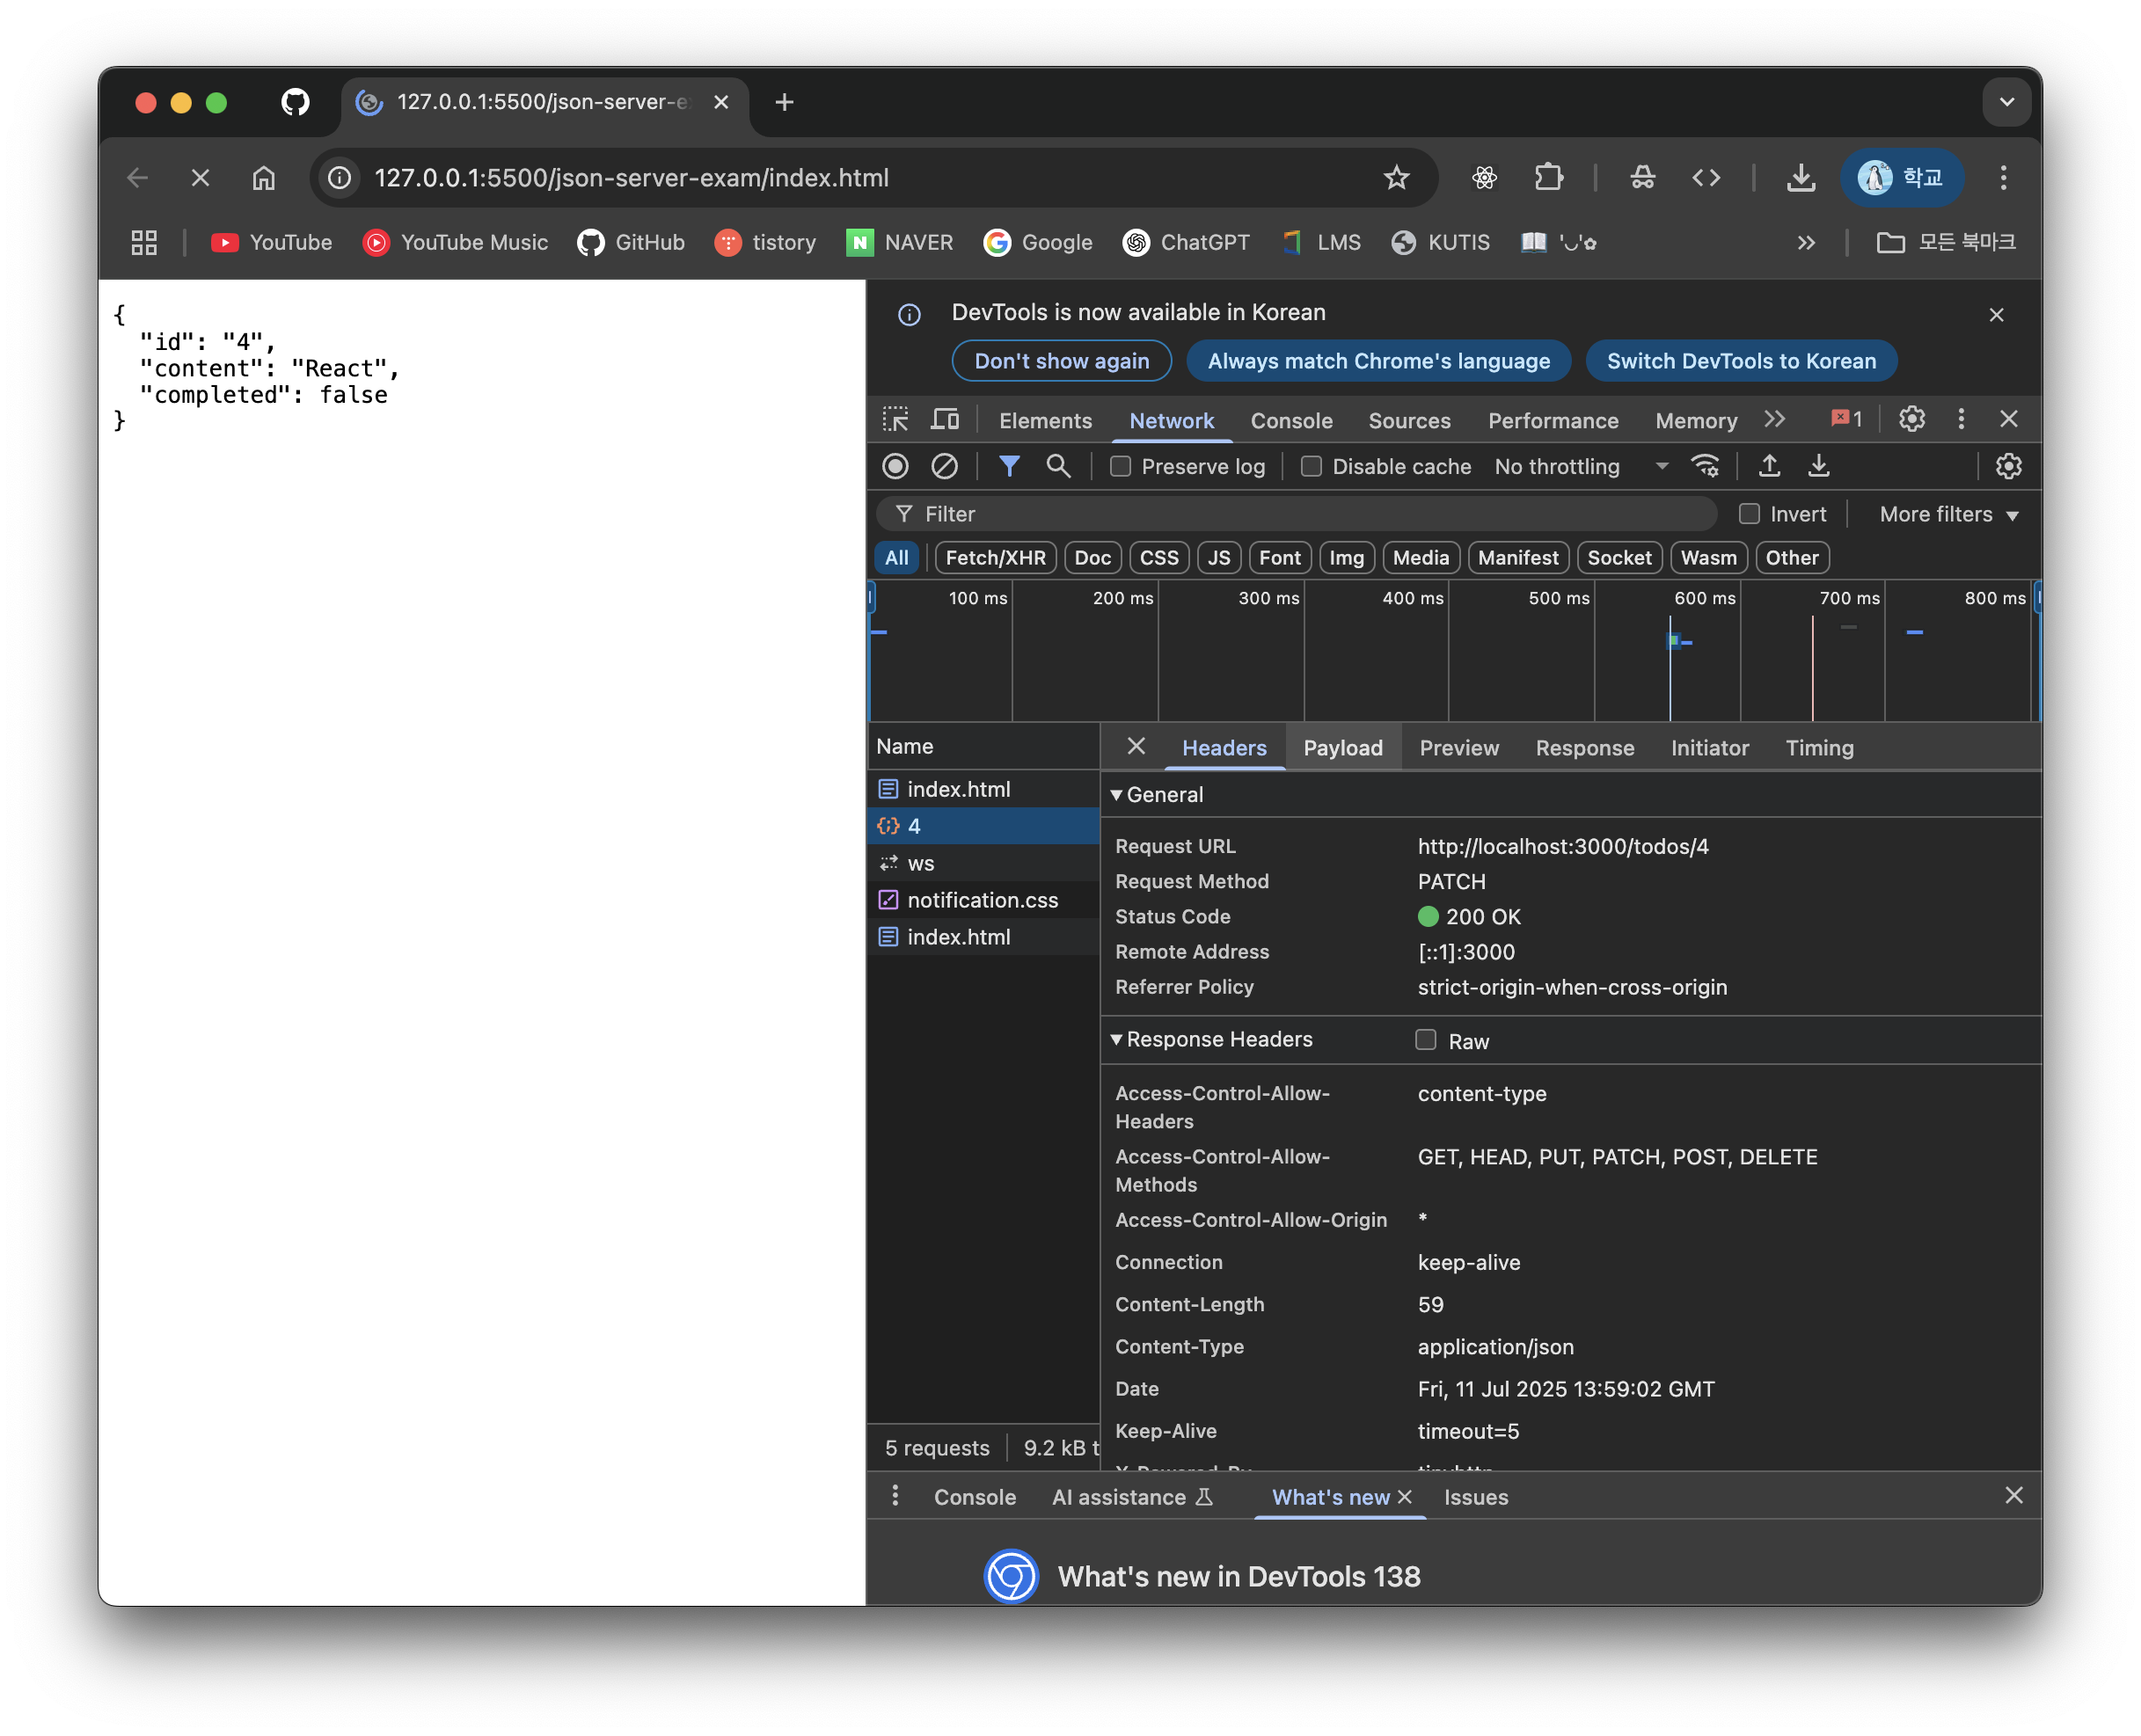 127.0.0.1:5500/json-server-e
127.0.0.1:5500/json-server-exam/index.html
학교
YouTube
YouTube Music
GitHub
tistory
NAVER
Google
ChatGPT
LMS
KUTIS
'◡'✿
모든 북마크
{
  "id": "4",
  "content": "React",
  "completed": false
}
DevTools is now available in Korean
Don't show again
Always match Chrome's language
Switch DevTools to Korean
Elements
Network
Console
Sources
Performance
Memory
1
Preserve log
Disable cache
No throttling
Filter
Invert
More filters
All
Fetch/XHR
Doc
CSS
JS
Font
Img
Media
Manifest
Socket
Wasm
Other
100 ms
200 ms
300 ms
400 ms
500 ms
600 ms
700 ms
800 ms
Name
index.html
4
ws
notification.css
index.html
5 requests
9.2 kB t
Headers
Payload
Preview
Response
Initiator
Timing
General
Request URL
http://localhost:3000/todos/4
Request Method
PATCH
Status Code
200 OK
Remote Address
[::1]:3000
Referrer Policy
strict-origin-when-cross-origin
Response Headers
Raw
Access-Control-Allow-
Headers
content-type
Access-Control-Allow-
Methods
GET, HEAD, PUT, PATCH, POST, DELETE
Access-Control-Allow-Origin
*
Connection
keep-alive
Content-Length
59
Content-Type
application/json
Date
Fri, 11 Jul 2025 13:59:02 GMT
Keep-Alive
timeout=5
X-Powered-By
tinyhttp
Console
AI assistance
What's new
Issues
What's new in DevTools 138